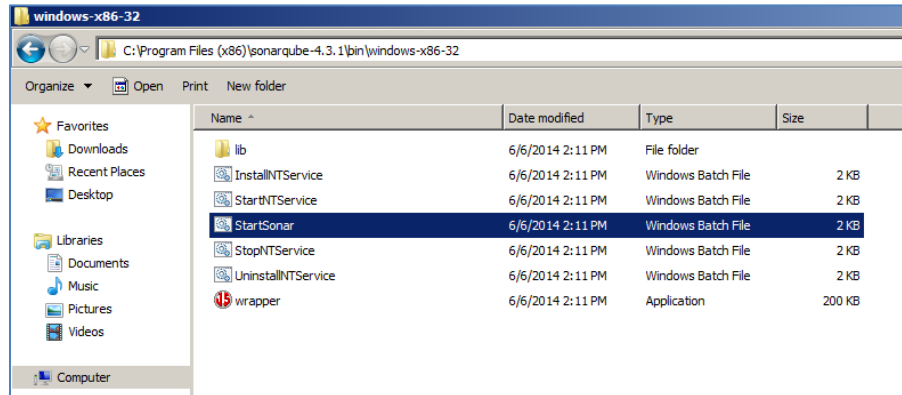 windows-x86-32
C:\Program Files (x86)\sonarqube-4.3.1\bin\windows-x86-32
Organize Open Print New folder
Favorites
Downloads
Recent Places
Desktop
Libraries
Documents
Music
Pictures
Videos
Computer
Name Date modified Type Size
lib 6/6/2014 2:11 PM File folder
InstallNTService 6/6/2014 2:11 PM Windows Batch File 2 KB
StartNTService 6/6/2014 2:11 PM Windows Batch File 2 KB
StartSonar 6/6/2014 2:11 PM Windows Batch File 2 KB
StopNTService 6/6/2014 2:11 PM Windows Batch File 2 KB
UninstallNTService 6/6/2014 2:11 PM Windows Batch File 2 KB
wrapper 6/6/2014 2:11 PM Application 200 KB